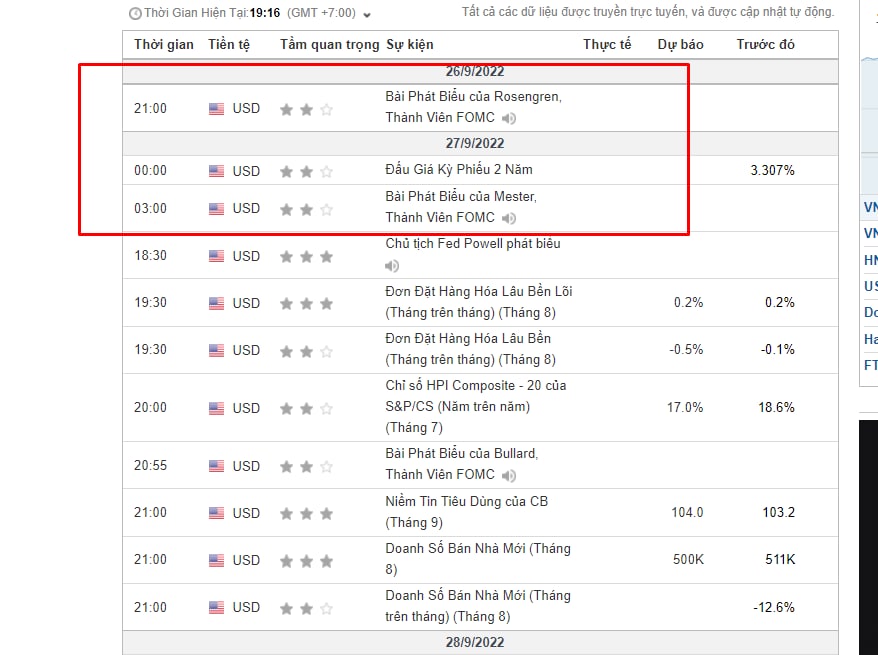 Thời Gian Hiện Tại:19:16 (GMT +7:00)
Tất cả các dữ liệu được truyền trực tuyến, và được cập nhật tự động.
Thời gian Tiền tệ Tầm quan trọng Sự kiện Thực tế Dự báo Trước đó
26/9/2022
21:00 USD Bài Phát Biểu của Rosengren,
Thành Viên FOMC
27/9/2022
00:00 USD Đấu Giá Kỳ Phiếu 2 Năm 3.307%
03:00 USD Bài Phát Biểu của Mester,
Thành Viên FOMC
18:30 USD Chủ tịch Fed Powell phát biểu
19:30 USD Đơn Đặt Hàng Hóa Lâu Bền Lõi
(Tháng trên tháng) (Tháng 8) 0.2% 0.2%
19:30 USD Đơn Đặt Hàng Hóa Lâu Bền
(Tháng trên tháng) (Tháng 8) -0.5% -0.1%
20:00 USD Chỉ số HPI Composite - 20 của
S&P/CS (Năm trên năm) 17.0% 18.6%
(Tháng 7)
20:55 USD Bài Phát Biểu của Bullard,
Thành Viên FOMC
21:00 USD Niềm Tin Tiêu Dùng của CB
(Tháng 9) 104.0 103.2
21:00 USD Doanh Số Bán Nhà Mới (Tháng
8) 500K 511K
21:00 USD Doanh Số Bán Nhà Mới (Tháng
trên tháng) (Tháng 8) -12.6%
28/9/2022
VN
VN
HN
US
Do
Ha
FT